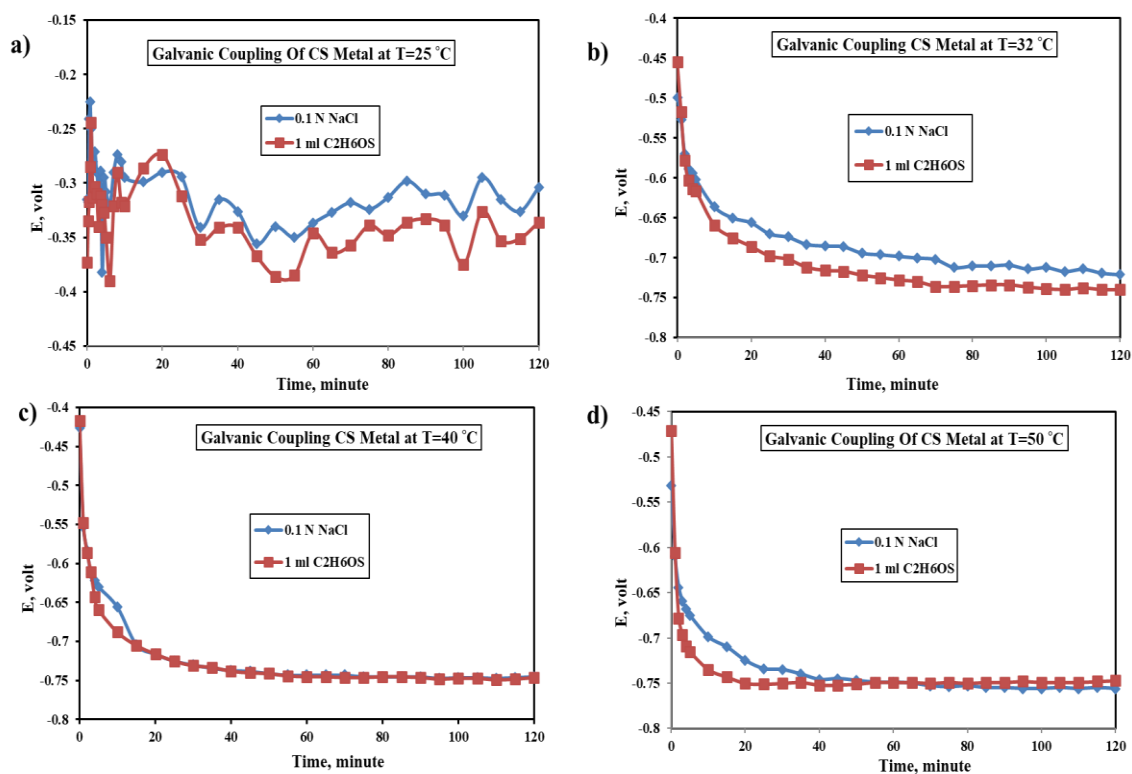 a)
Galvanic Coupling Of CS Metal at T=25 °C
0.1 N NaCl
1 ml C2H6OS
E, volt
-0.15
-0.2
-0.25
-0.3
-0.35
-0.4
-0.45
0 20 40 60 80 100 120
Time, minute
b)
Galvanic Coupling CS Metal at T=32 °C
0.1 N NaCl
1 ml C2H6OS
E, volt
-0.4
-0.45
-0.5
-0.55
-0.6
-0.65
-0.7
-0.75
-0.8
0 20 40 60 80 100 120
Time, minute
c)
Galvanic Coupling CS Metal at T=40 °C
0.1 N NaCl
1 ml C2H6OS
E, volt
-0.4
-0.45
-0.5
-0.55
-0.6
-0.65
-0.7
-0.75
-0.8
0 20 40 60 80 100 120
Time, minute
d)
Galvanic Coupling Of CS Metal at T=50 °C
0.1 N NaCl
1 ml C2H6OS
E, volt
-0.45
-0.5
-0.55
-0.6
-0.65
-0.7
-0.75
-0.8
0 20 40 60 80 100 120
Time, minute